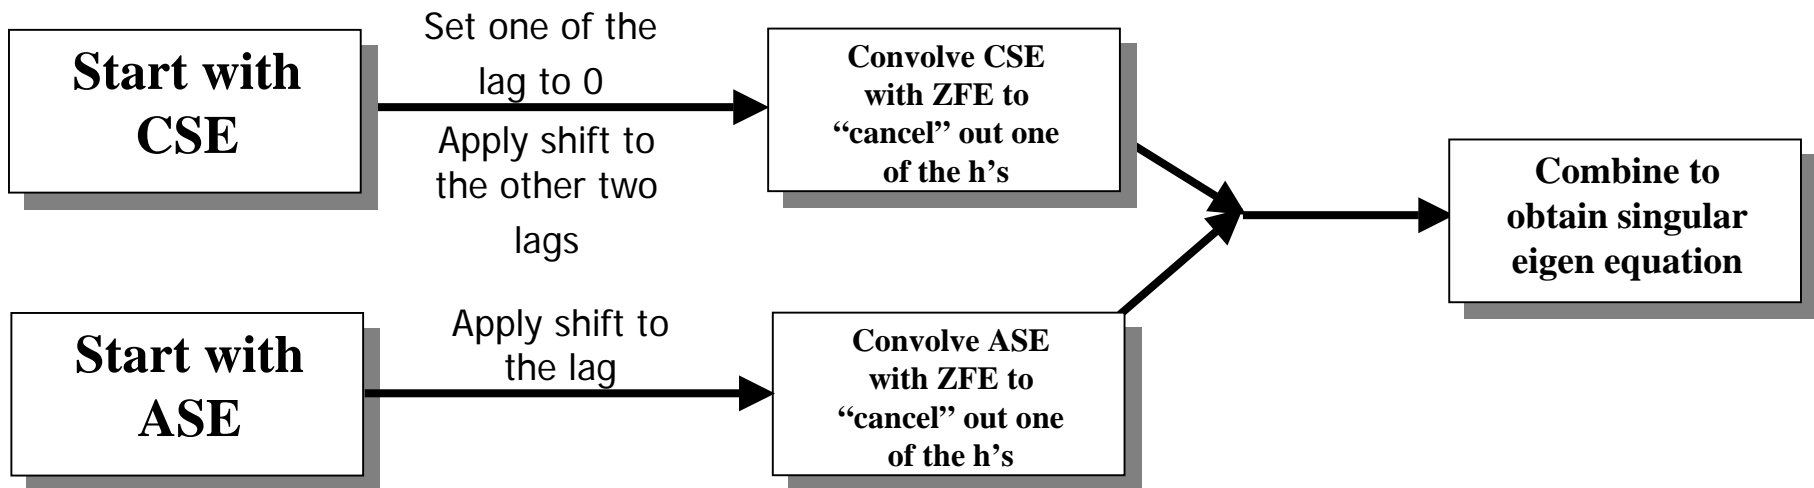 Start with
CSE
Set one of the
lag to 0
Apply shift to
the other two
lags
Convolve CSE
with ZFE to
“cancel” out one
of the h’s
Start with
ASE
Apply shift to
the lag
Convolve ASE
with ZFE to
“cancel” out one
of the h’s
Combine to
obtain singular
eigen equation